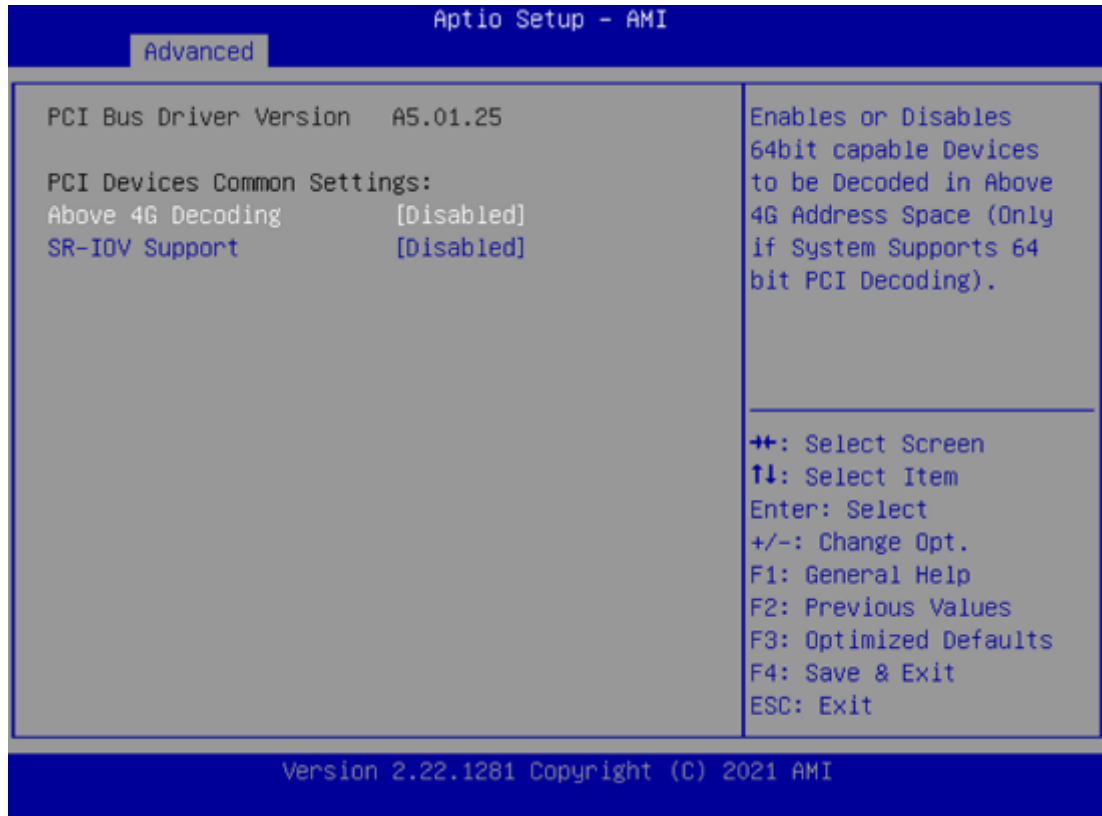 Aptio Setup – AMI
Advanced
PCI Bus Driver Version A5.01.25
PCI Devices Common Settings:
Above 4G Decoding [Disabled]
SR-IOV Support [Disabled]
Enables or Disables
64bit capable Devices
to be Decoded in Above
4G Address Space (Only
if System Supports 64
bit PCI Decoding).
→←: Select Screen
↑↓: Select Item
Enter: Select
+/-: Change Opt.
F1: General Help
F2: Previous Values
F3: Optimized Defaults
F4: Save & Exit
ESC: Exit
Version 2.22.1281 Copyright (C) 2021 AMI